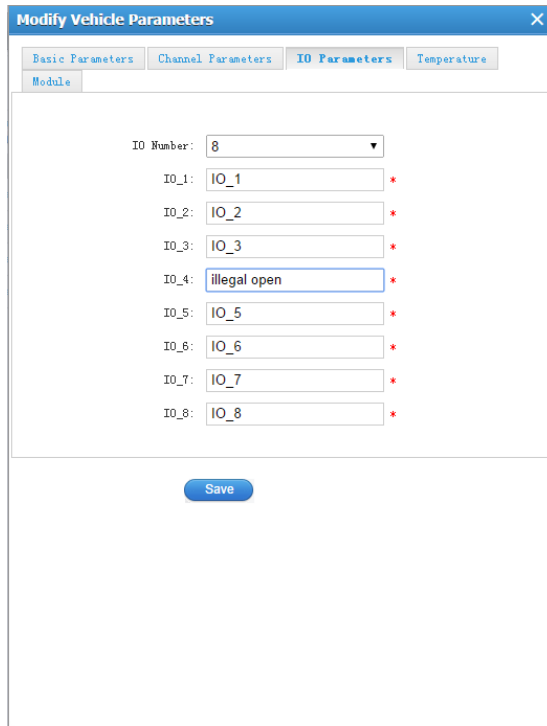 Modify Vehicle Parameters
Basic Parameters Channel Parameters IO Parameters Temperature
Module
IO Number: 8
IO_1: IO_1 *
IO_2: IO_2 *
IO_3: IO_3 *
IO_4: illegal open *
IO_5: IO_5 *
IO_6: IO_6 *
IO_7: IO_7 *
IO_8: IO_8 *
Save